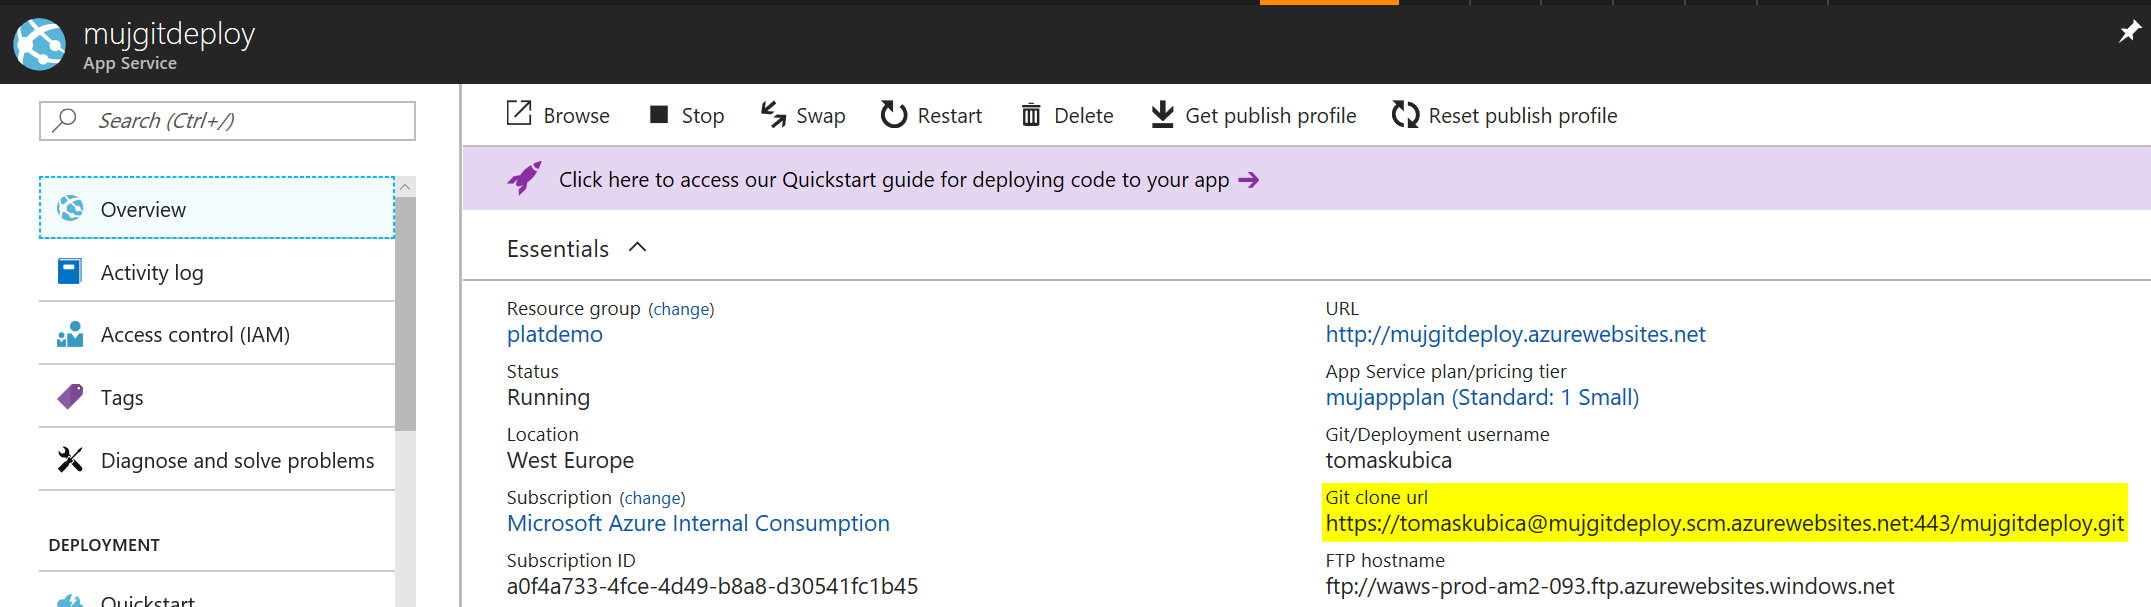 mujgitdeploy
App Service
Search (Ctrl+/)
Overview
Activity log
Access control (IAM)
Tags
Diagnose and solve problems
DEPLOYMENT
Quickstart
Browse
Stop
Swap
Restart
Delete
Get publish profile
Reset publish profile
Click here to access our Quickstart guide for deploying code to your app
Essentials
Resource group (change)
platdemo
Status
Running
Location
West Europe
Subscription (change)
Microsoft Azure Internal Consumption
Subscription ID
a0f4a733-4fce-4d49-b8a8-d30541fc1b45
URL
http://mujgitdeploy.azurewebsites.net
App Service plan/pricing tier
mujappplan (Standard: 1 Small)
Git/Deployment username
tomaskubica
Git clone url
https://tomaskubica@mujgitdeploy.scm.azurewebsites.net:443/mujgitdeploy.git
FTP hostname
ftp://waws-prod-am2-093.ftp.azurewebsites.windows.net